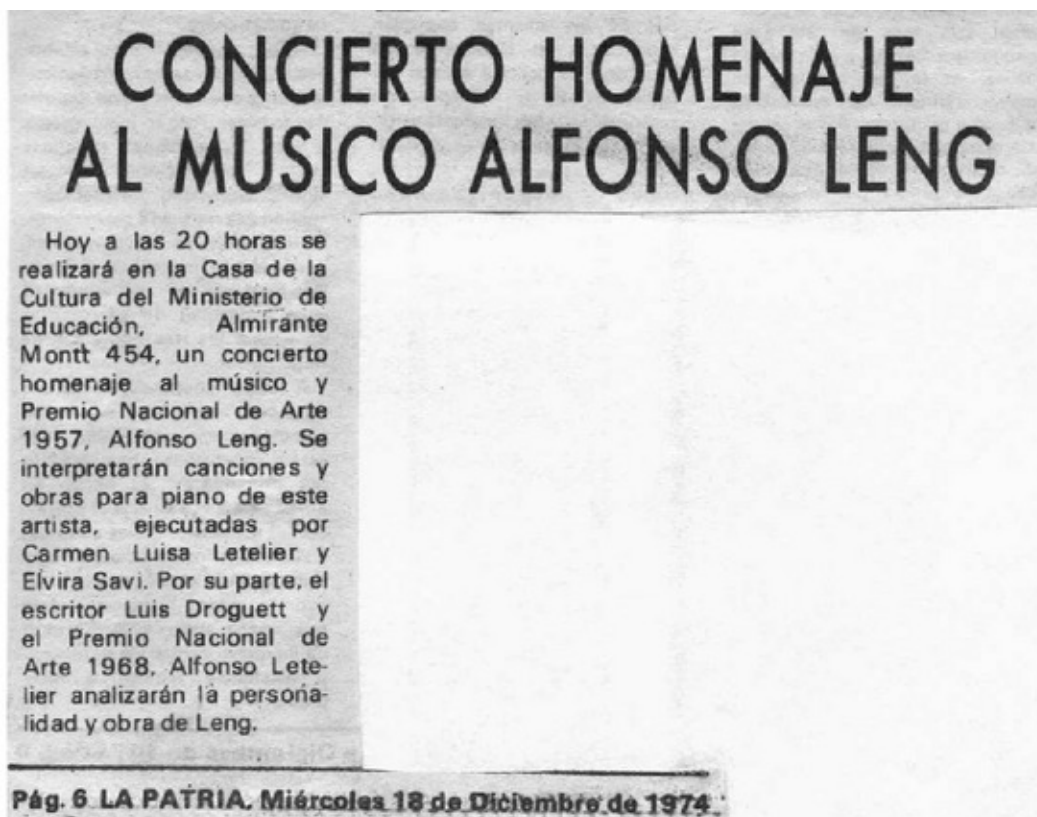 CONCIERTO HOMENAJE
AL MUSICO ALFONSO LENG
Hoy a las 20 horas se
realizará en la Casa de la
Cultura del Ministerio de
Educación, Almirante
Montt 454, un concierto
homenaje al músico y
Premio Nacional de Arte
1957, Alfonso Leng. Se
interpretarán canciones y
obras para piano de este
artista, ejecutadas por
Carmen Luisa Letelier y
Elvira Savi. Por su parte, el
escritor Luis Droguett y
el Premio Nacional de
Arte 1968, Alfonso Lete-
lier analizarán la persona-
lidad y obra de Leng.
Pág. 6 LA PATRIA, Miércoles 18 de Diciembre de 1974